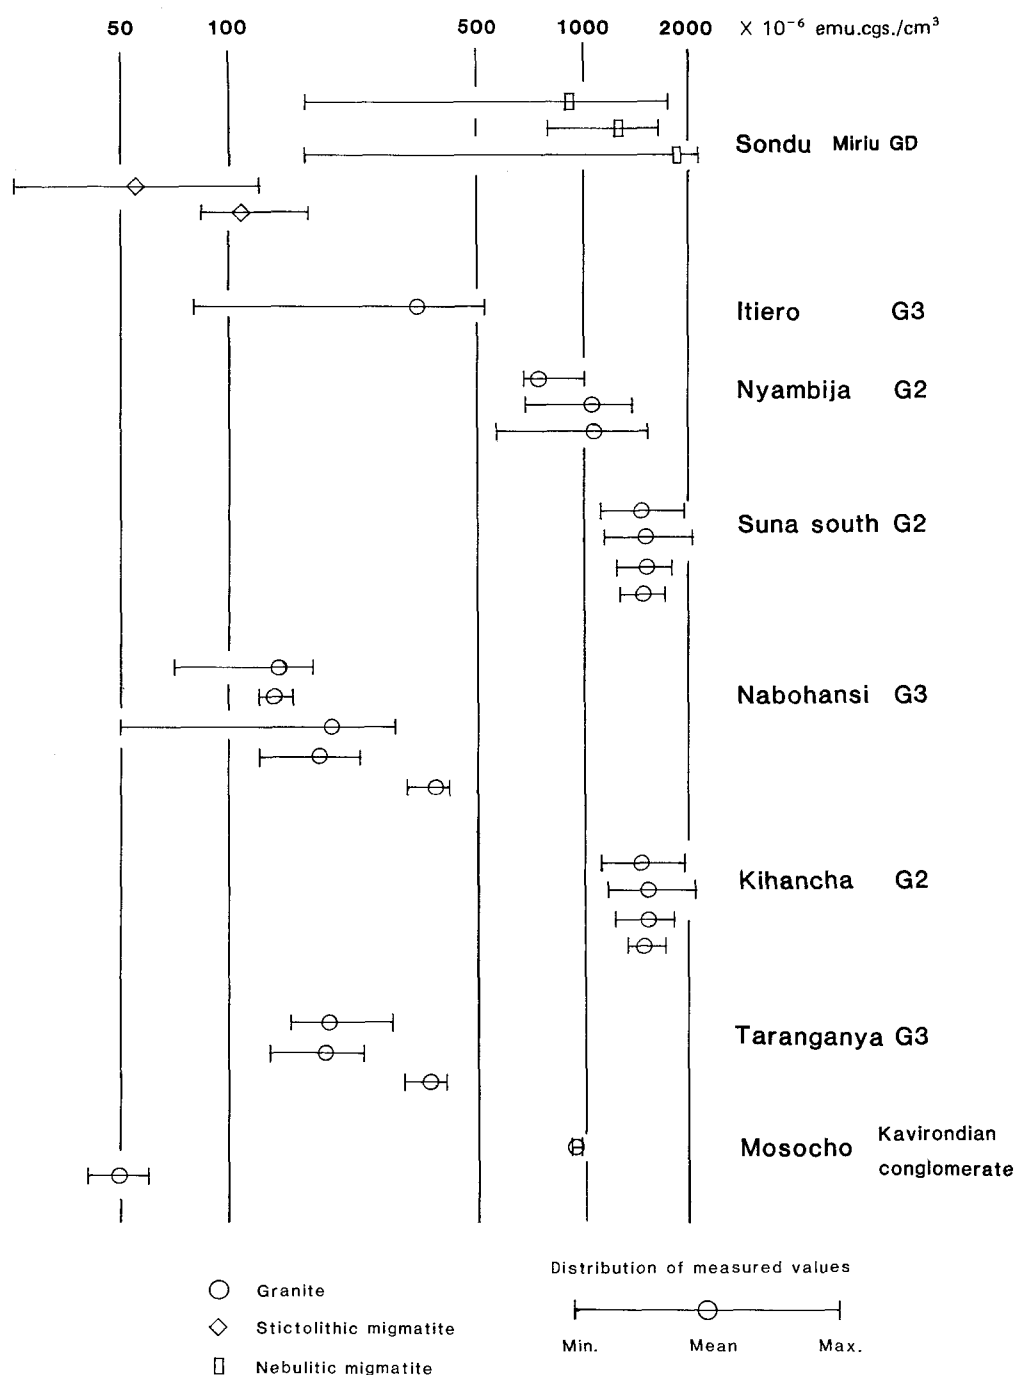 50 100 500 1000 2000 X 10⁻⁶ emu.cgs./cm³
Sondu Miriu GD
Itiero G3
Nyambija G2
Suna south G2
Nabohansi G3
Kihancha G2
Taranganya G3
Mosocho Kavirondian
conglomerate
Distribution of measured values
Granite
Stictolithic migmatite
Min. Mean Max.
Nebulitic migmatite